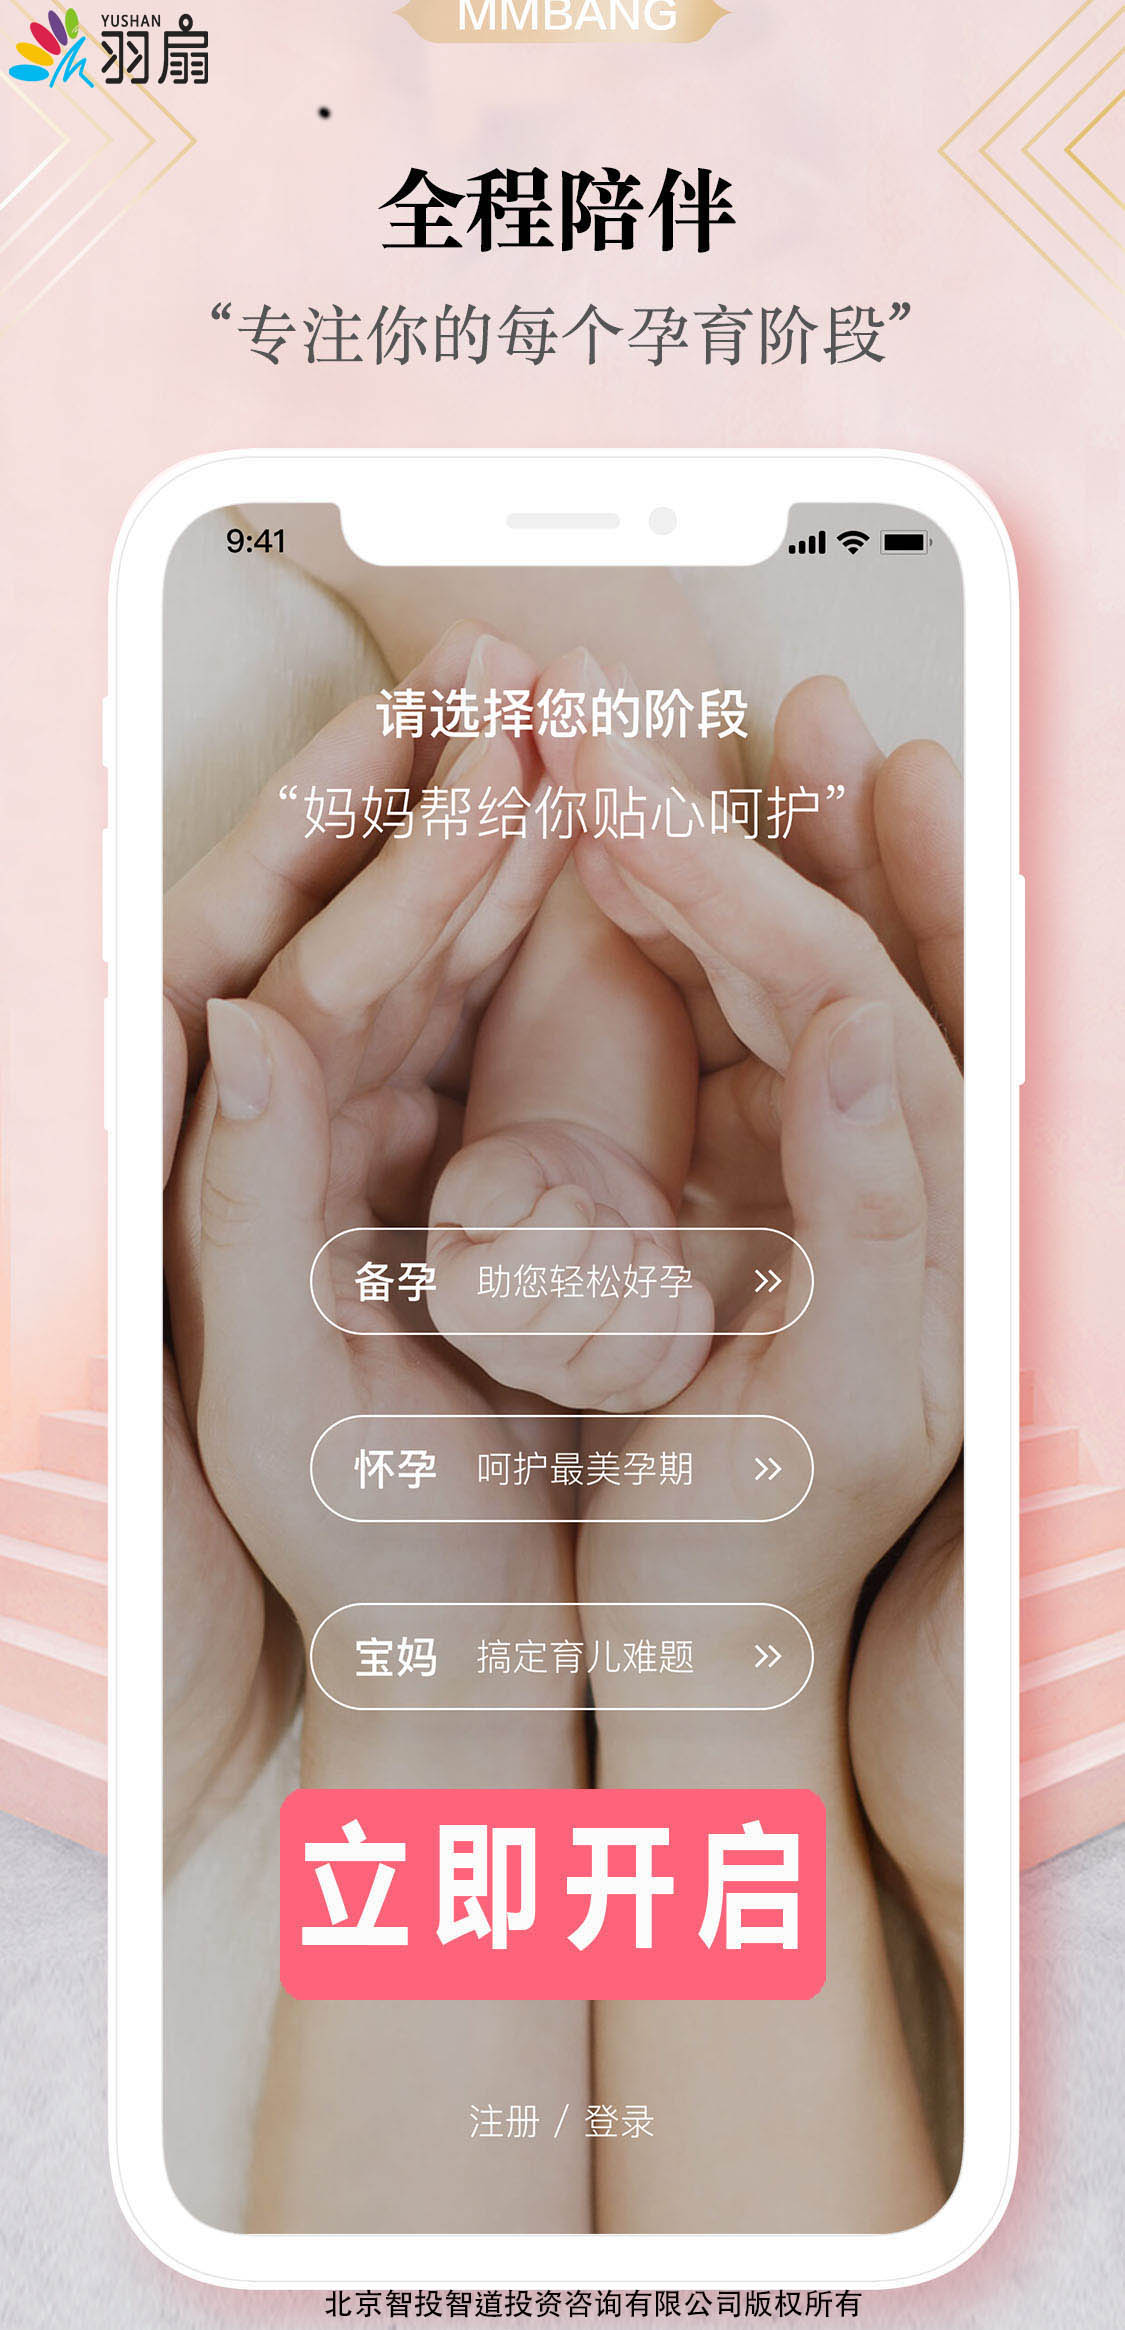 MMBANG
YUSHAN
羽扇
全程陪伴
“专注你的每个孕育阶段”
9:41
请选择您的阶段
“妈妈帮给你贴心呵护”
备孕 助您轻松好孕 >>
怀孕 呵护最美孕期 >>
宝妈 搞定育儿难题 >>
立即开启
注册 / 登录
北京智投智道投资咨询有限公司版权所有